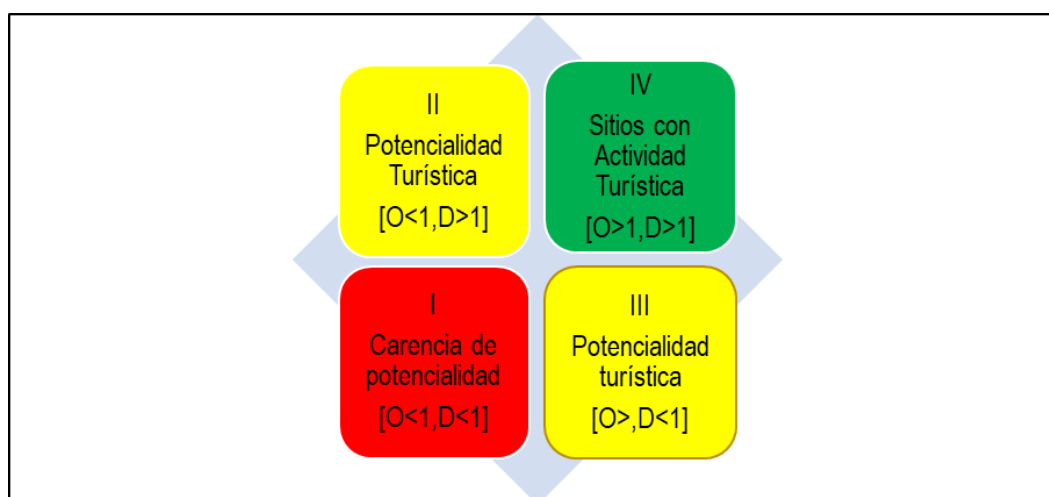 II
Potencialidad
Turística
[O<1,D>1]
IV
Sitios con
Actividad
Turística
[O>1,D>1]
I
Carencia de
potencialidad
[O<1,D<1]
III
Potencialidad
turística
[O>,D<1]